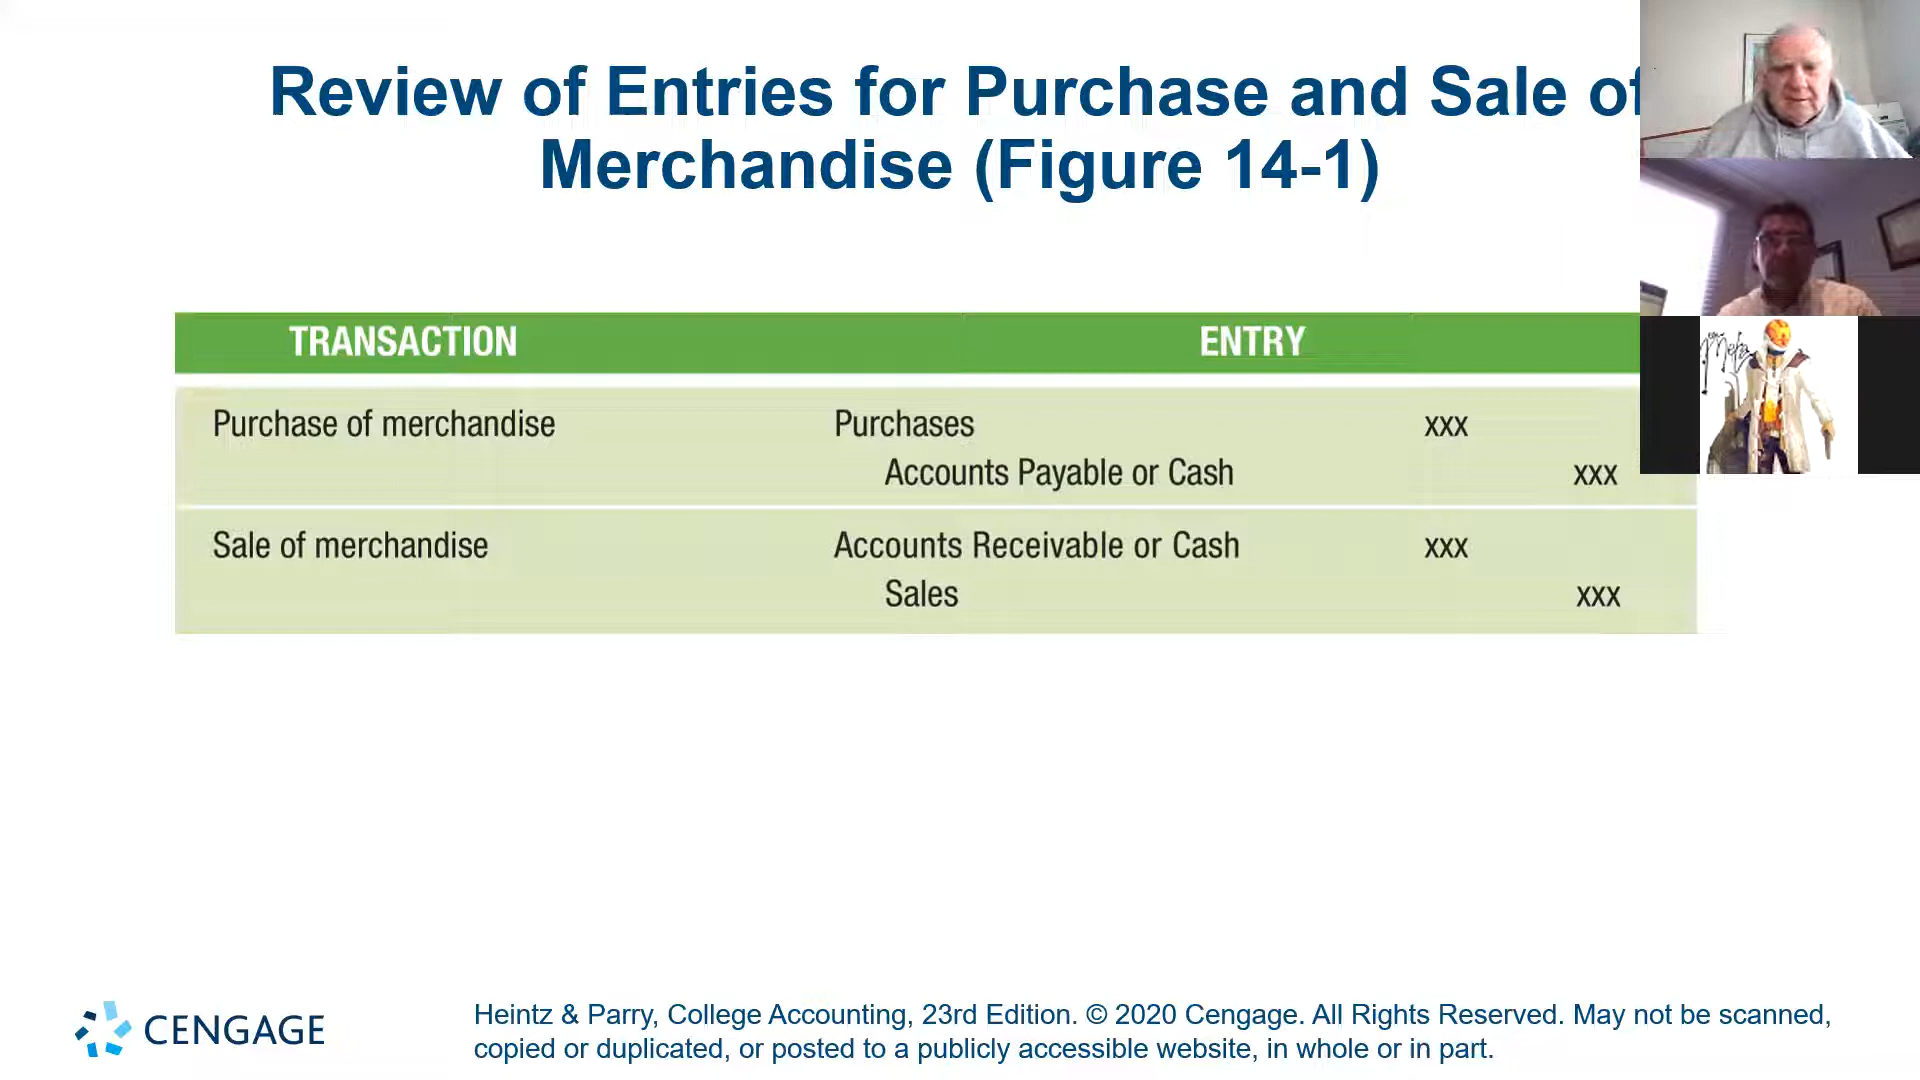 Review of Entries for Purchase and Sale of
Merchandise (Figure 14-1)
TRANSACTION ENTRY
Purchase of merchandise Purchases xxx
Accounts Payable or Cash xxx
Sale of merchandise Accounts Receivable or Cash xxx
Sales xxx
CENGAGE
Heintz & Parry, College Accounting, 23rd Edition. © 2020 Cengage. All Rights Reserved. May not be scanned,
copied or duplicated, or posted to a publicly accessible website, in whole or in part.